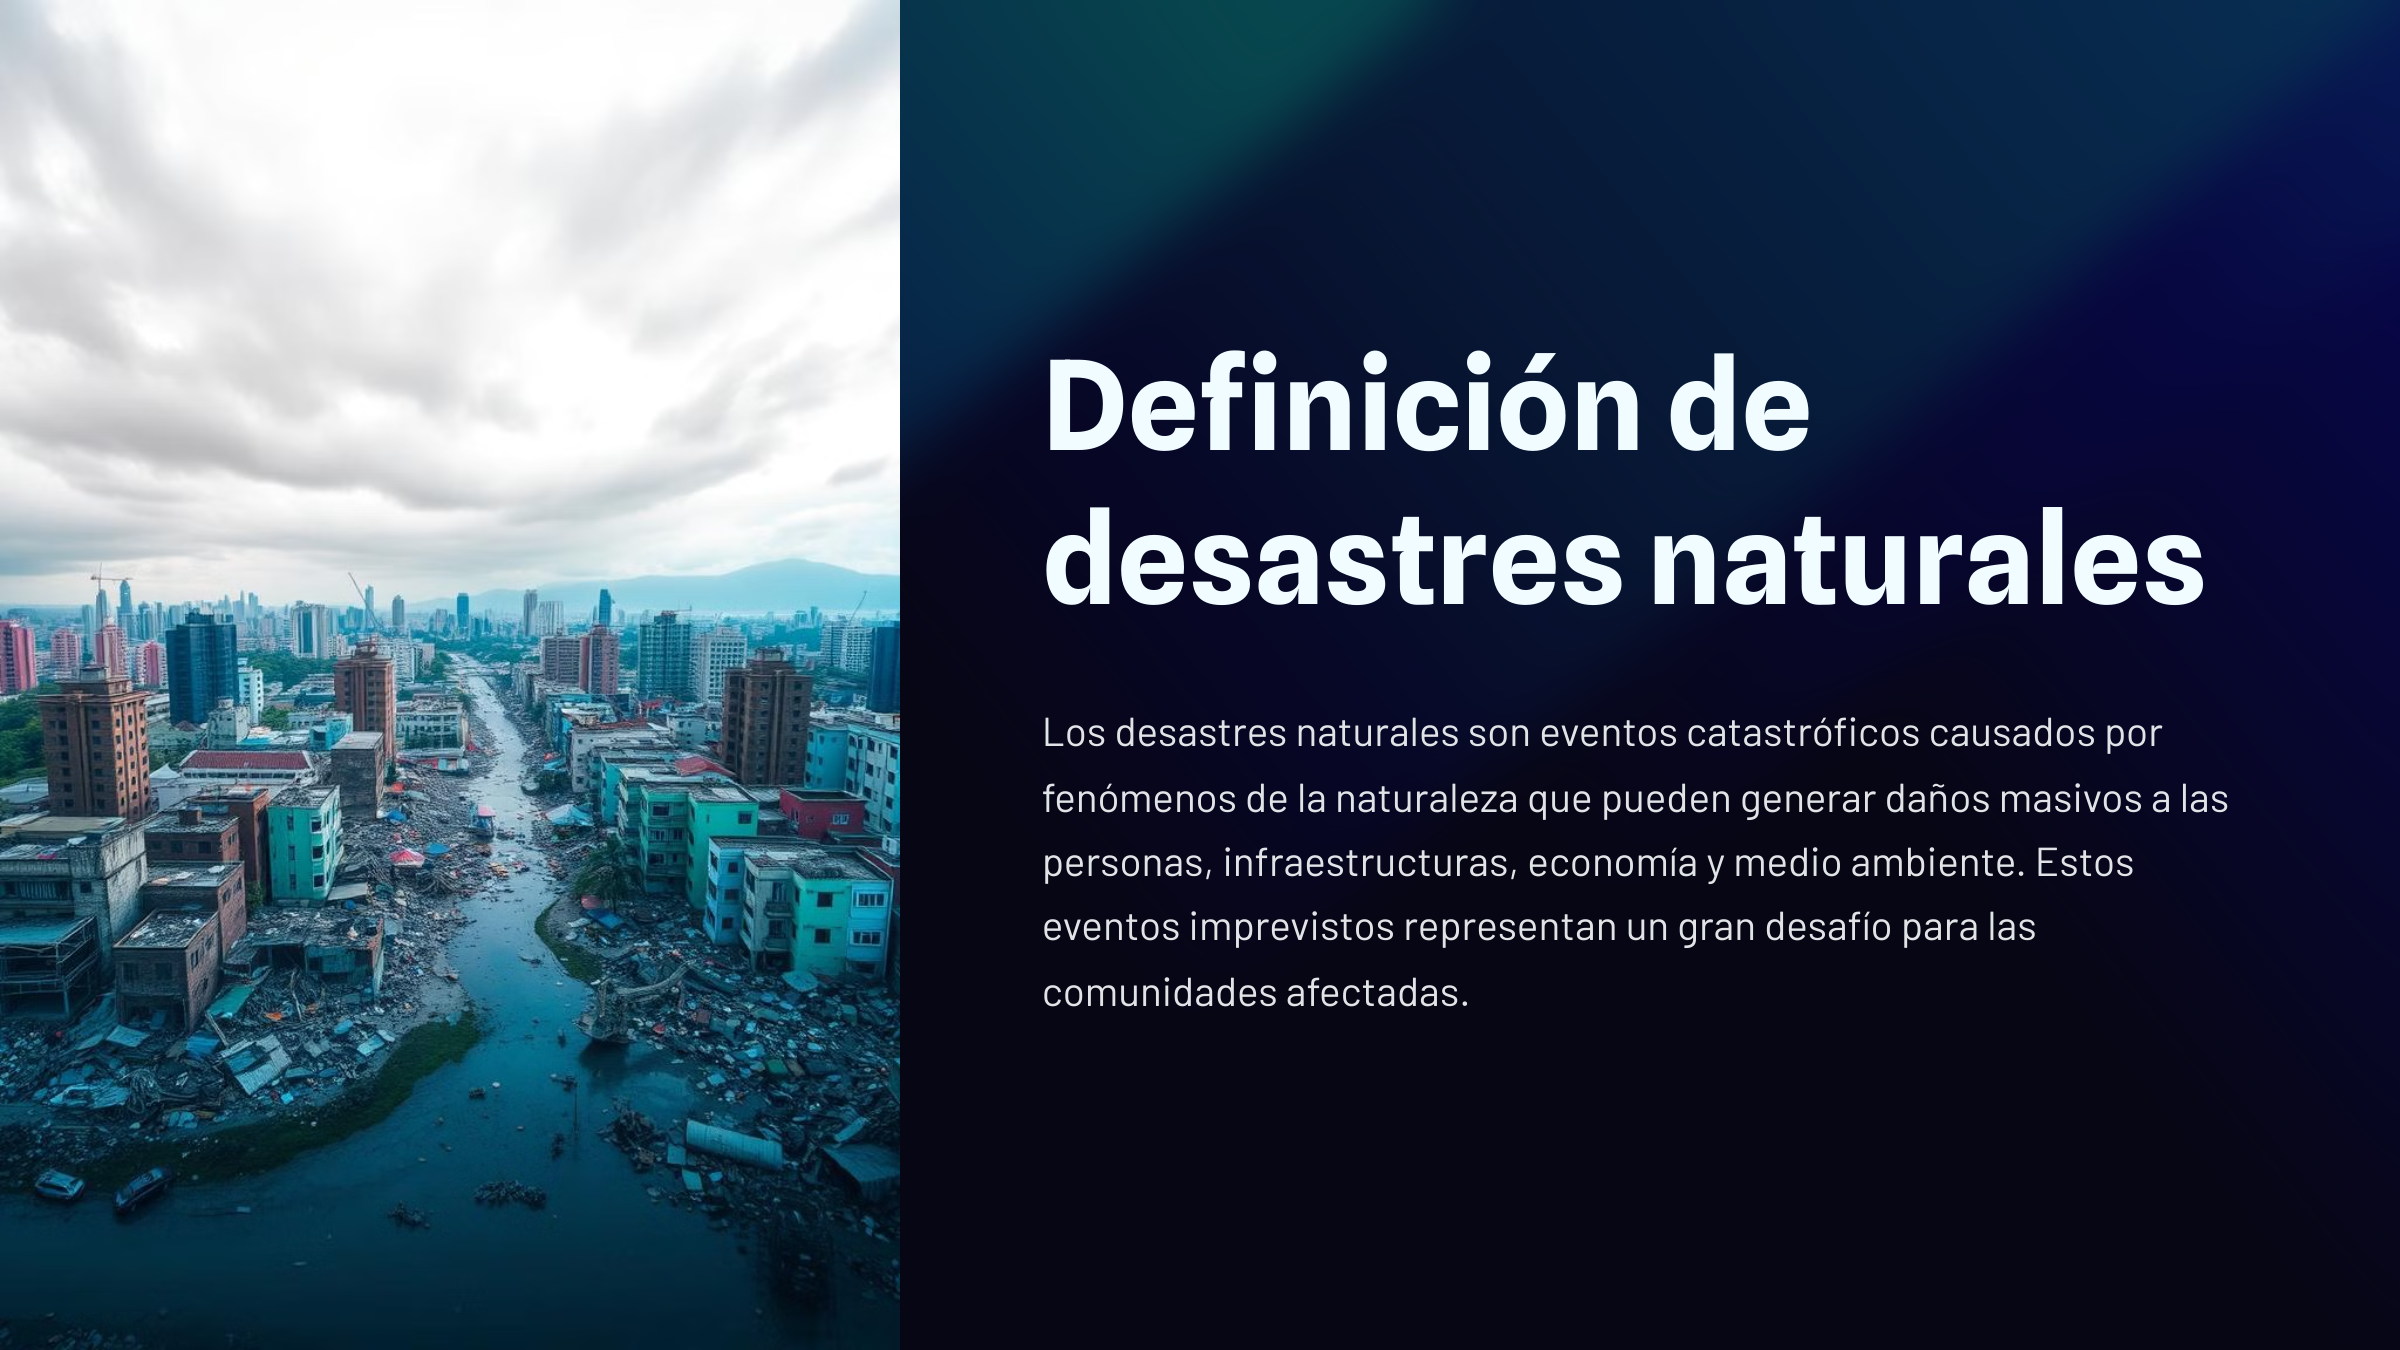 Definición de
desastres naturales
Los desastres naturales son eventos catastróficos causados por
fenómenos de la naturaleza que pueden generar daños masivos a las
personas, infraestructuras, economía y medio ambiente. Estos
eventos imprevistos representan un gran desafío para las
comunidades afectadas.